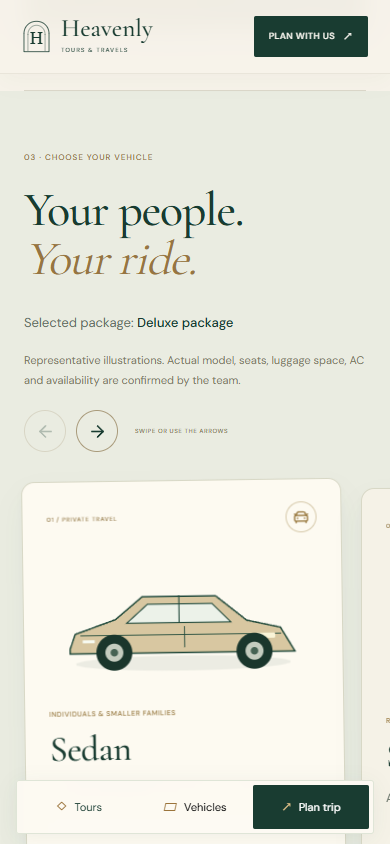 H
Heavenly
TOURS & TRAVELS
PLAN WITH US ↗
03 · CHOOSE YOUR VEHICLE
Your people.
Your ride.
Selected package: Deluxe package
Representative illustrations. Actual model, seats, luggage space, AC
and availability are confirmed by the team.
SWIPE OR USE THE ARROWS
01 / PRIVATE TRAVEL
INDIVIDUALS & SMALLER FAMILIES
Sedan
Tours
Vehicles
↗ Plan trip